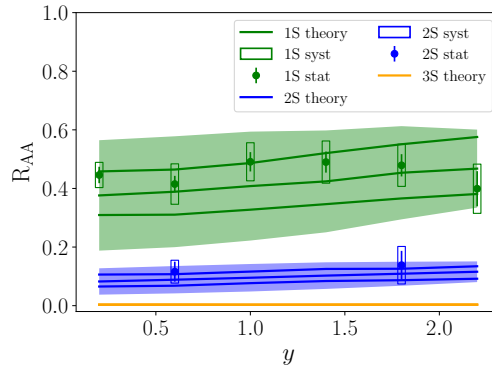 1.0
0.8
0.6
0.4
0.2
0.0
R_AA
0.5
1.0
1.5
2.0
y
1S theory
1S syst
1S stat
2S theory
2S syst
2S stat
3S theory